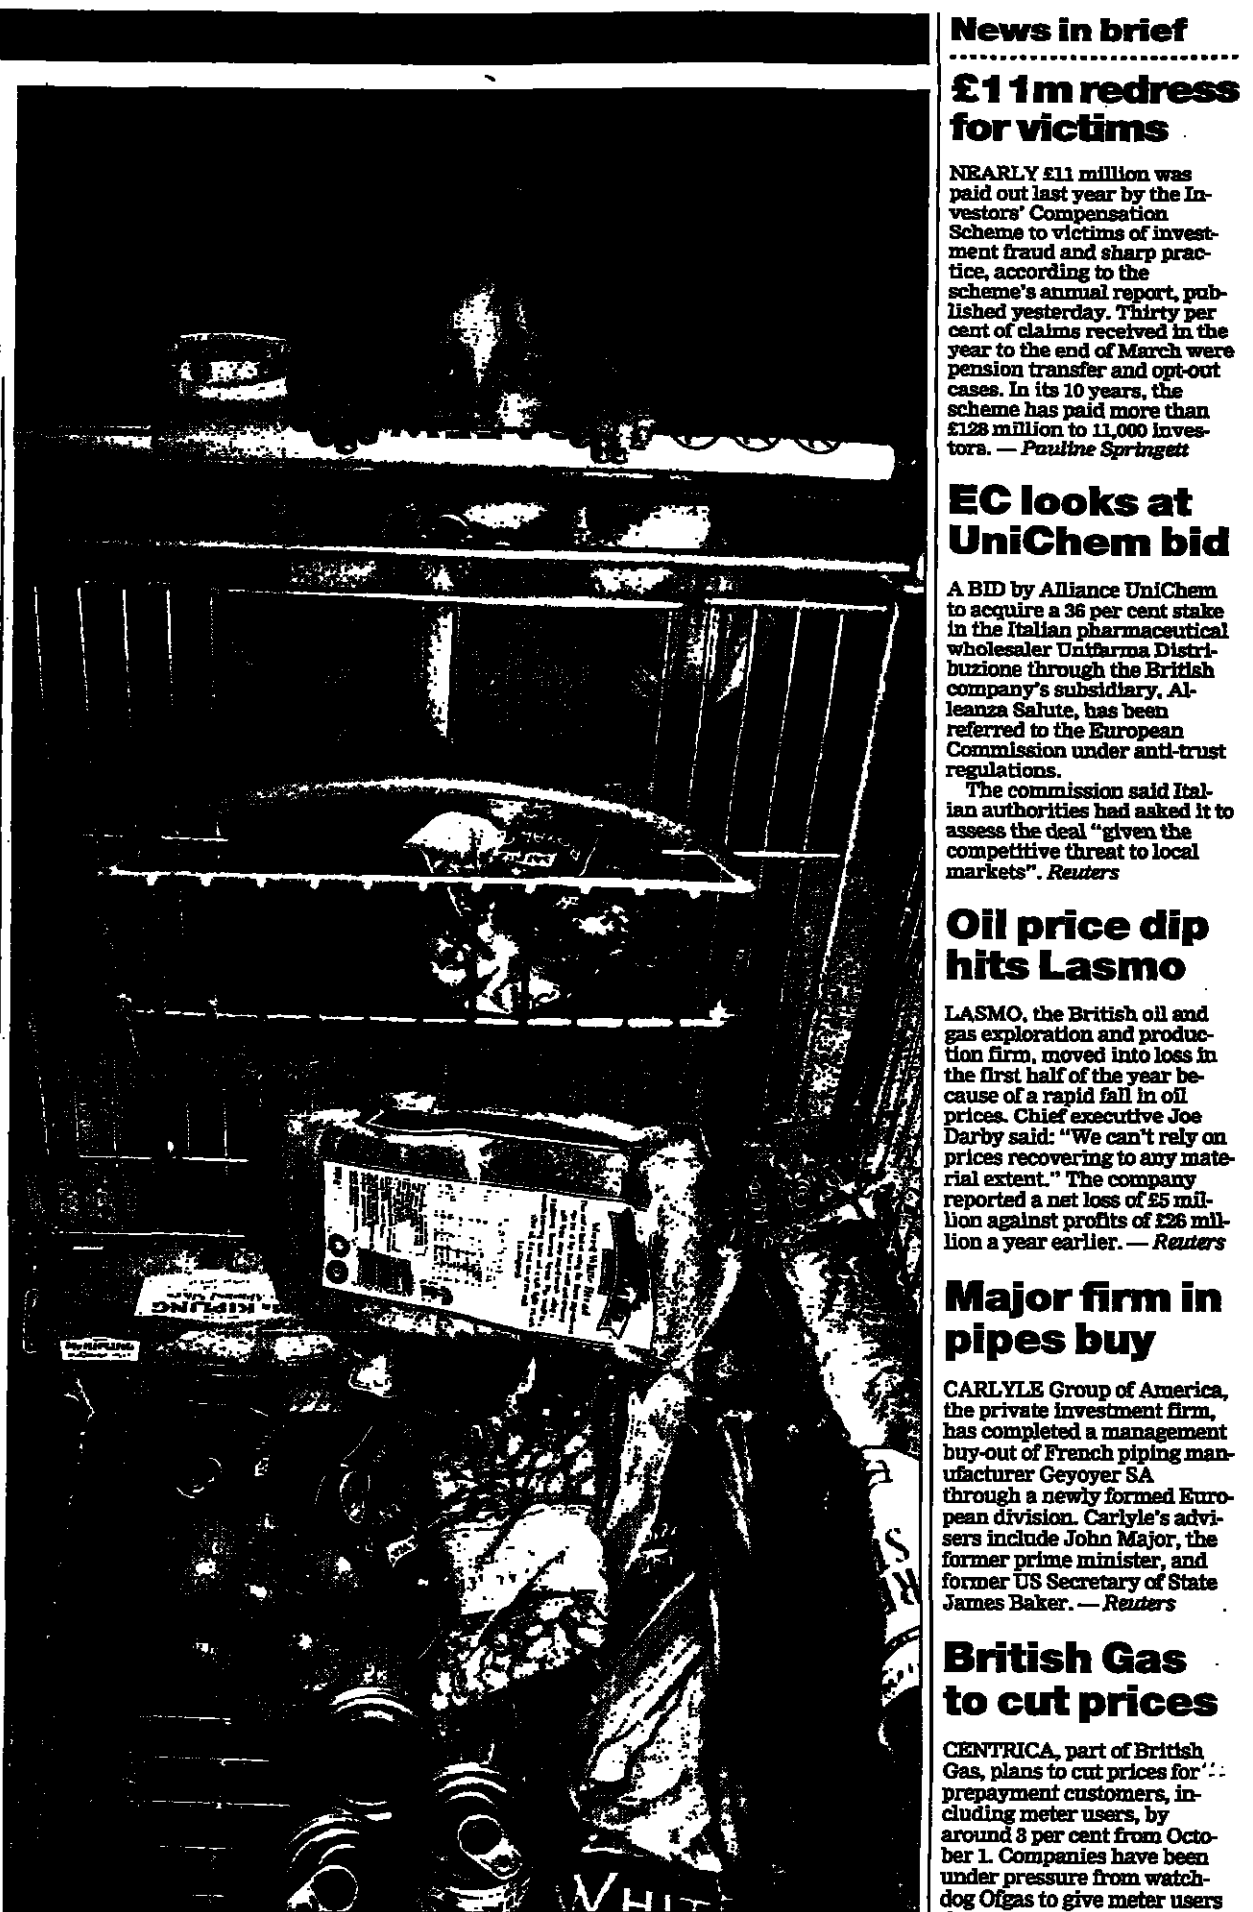 News in brief
£11m redress
for victims
NEARLY £11 million was
paid out last year by the In-
vestors' Compensation
Scheme to victims of invest-
ment fraud and sharp prac-
tice, according to the
scheme's annual report, pub-
lished yesterday. Thirty per
cent of claims received in the
year to the end of March were
pension transfer and opt-out
cases. In its 10 years, the
scheme has paid more than
£128 million to 11,000 inves-
tors. — Pauline Springett
EC looks at
UniChem bid
A BID by Alliance UniChem
to acquire a 36 per cent stake
in the Italian pharmaceutical
wholesaler Unifarma Distri-
buzione through the British
company's subsidiary, Al-
leanza Salute, has been
referred to the European
Commission under anti-trust
regulations.
The commission said Ital-
ian authorities had asked it to
assess the deal "given the
competitive threat to local
markets". Reuters
Oil price dip
hits Lasmo
LASMO, the British oil and
gas exploration and produc-
tion firm, moved into loss in
the first half of the year be-
cause of a rapid fall in oil
prices. Chief executive Joe
Darby said: "We can't rely on
prices recovering to any mate-
rial extent." The company
reported a net loss of £5 mil-
lion against profits of £26 mil-
lion a year earlier. — Reuters
Major firm in
pipes buy
CARLYLE Group of America,
the private investment firm,
has completed a management
buy-out of French piping man-
ufacturer Geyoyer SA
through a newly formed Euro-
pean division. Carlyle's advi-
sers include John Major, the
former prime minister, and
former US Secretary of State
James Baker. — Reuters
British Gas
to cut prices
CENTRICA, part of British
Gas, plans to cut prices for
prepayment customers, in-
cluding meter users, by
around 3 per cent from Octo-
ber 1. Companies have been
under pressure from watch-
dog Ofgas to give meter users
KIPLING
WHIT